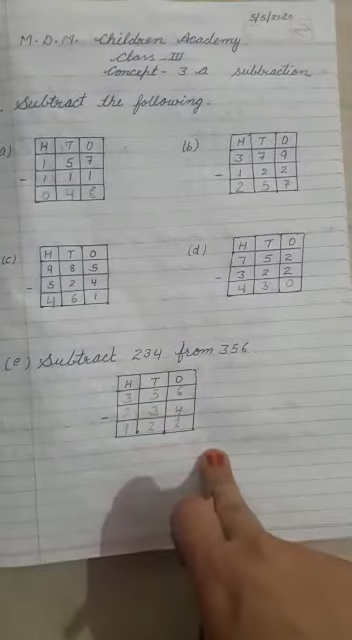 5/5/2020
M.D.M. Children Academy
Class - III
Concept - 3 a subtraction
Subtract the following.
a)
H T O
1 5 7
- 1 1 1
0 4 6
(b)
H T O
3 7 9
- 1 2 2
2 5 7
(c)
H T O
9 8 5
- 5 2 4
4 6 1
(d)
H T O
7 5 2
- 3 2 2
4 3 0
(e) Subtract 234 from 356.
H T O
3 5 6
- 2 3 4
1 2 2